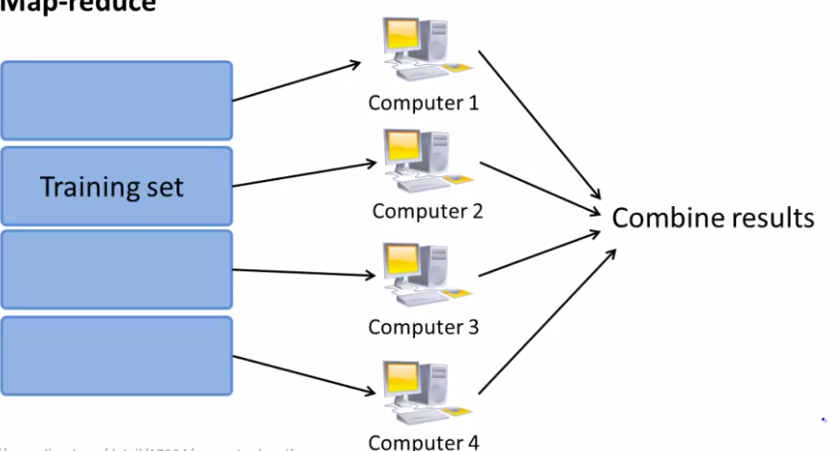 Map-reduce
Training set
Computer 1
Computer 2
Computer 3
Computer 4
Combine results